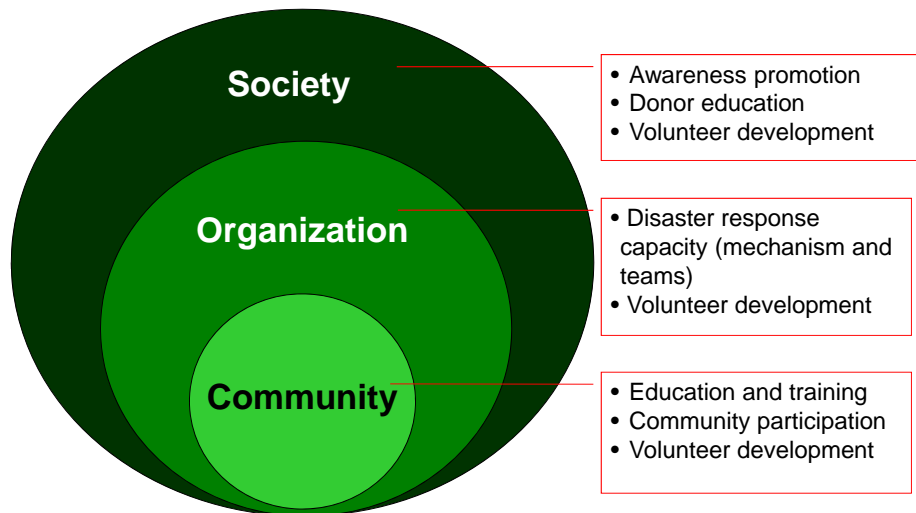 Society
• Awareness promotion
• Donor education
• Volunteer development
Organization
• Disaster response
capacity (mechanism and
teams)
• Volunteer development
Community
• Education and training
• Community participation
• Volunteer development